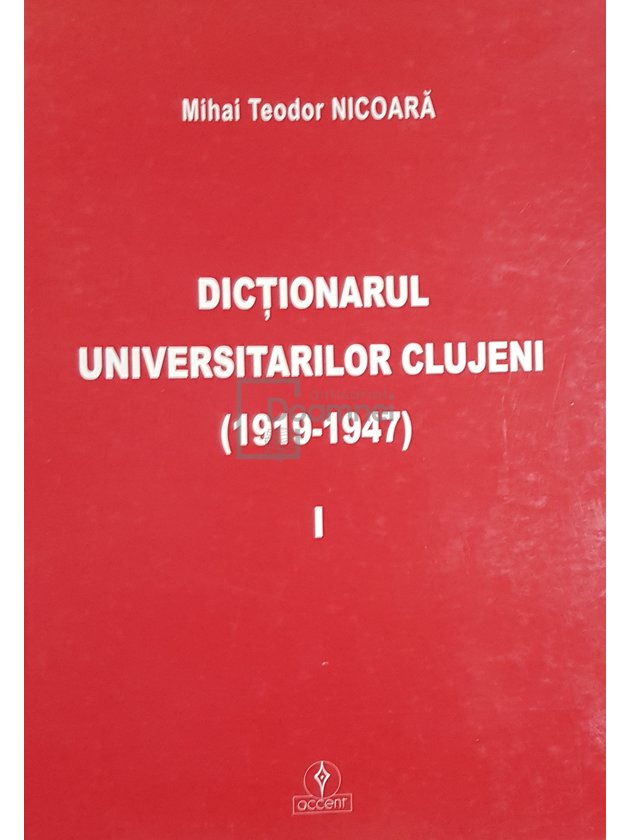 Mihai Teodor NICOARĂ
DICȚIONARUL
UNIVERSITARILOR CLUJENI
(1919-1947)
I
accent